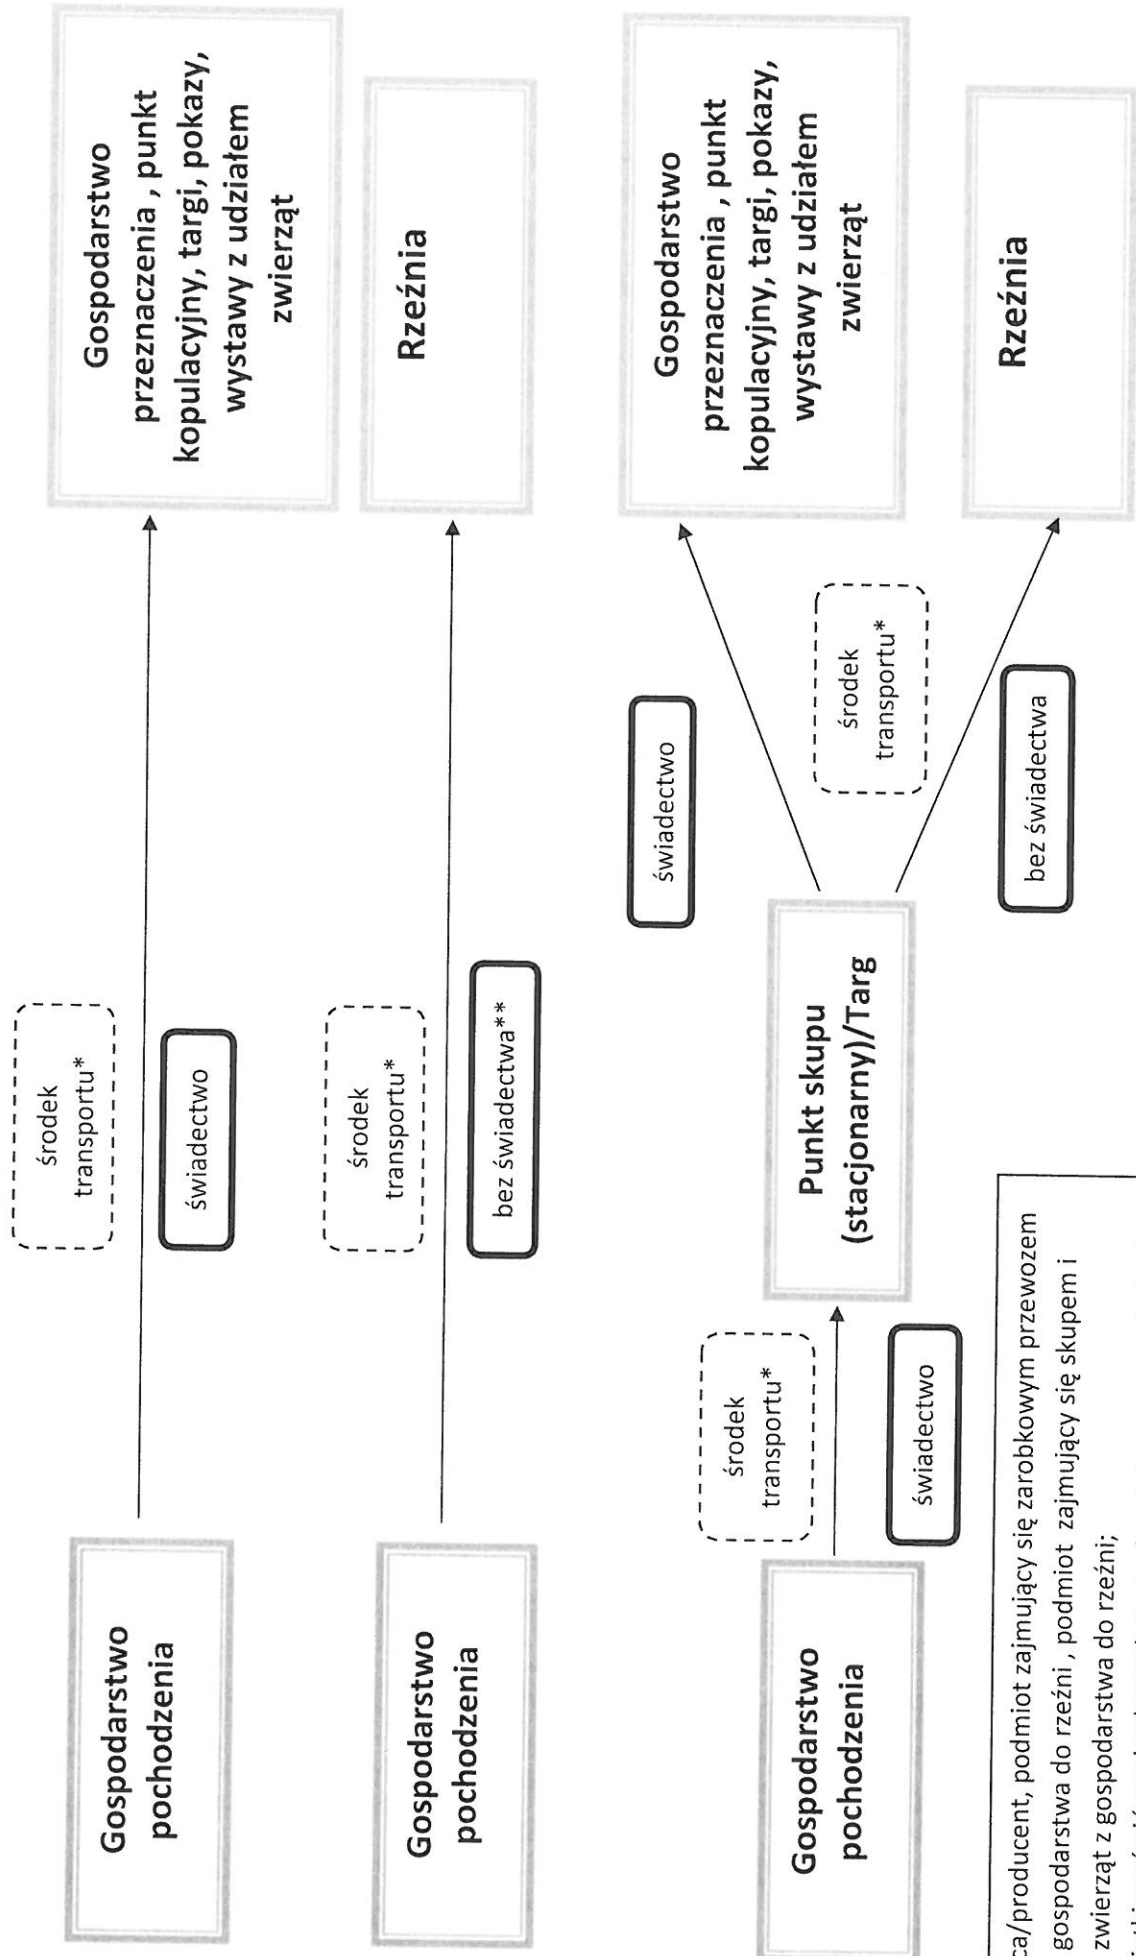 Gospodarstwo
pochodzenia
środek
transportu*
świadectwo
Gospodarstwo
przeznaczenia , punkt
kopulacyjny, targi, pokazy,
wystawy z udziałem
zwierząt
Gospodarstwo
pochodzenia
środek
transportu*
bez świadectwa**
Rzeźnia
Gospodarstwo
pochodzenia
środek
transportu*
świadectwo
Punkt skupu
(stacjonarny)/Targ
świadectwo
środek
transportu*
bez świadectwa
Gospodarstwo
przeznaczenia , punkt
kopulacyjny, targi, pokazy,
wystawy z udziałem
zwierząt
Rzeźnia
ca/producent, podmiot zajmujący się zarobkowym przewozem
gospodarstwa do rzeźni , podmiot zajmujący się skupem i
zwierząt z gospodarstwa do rzeźni;